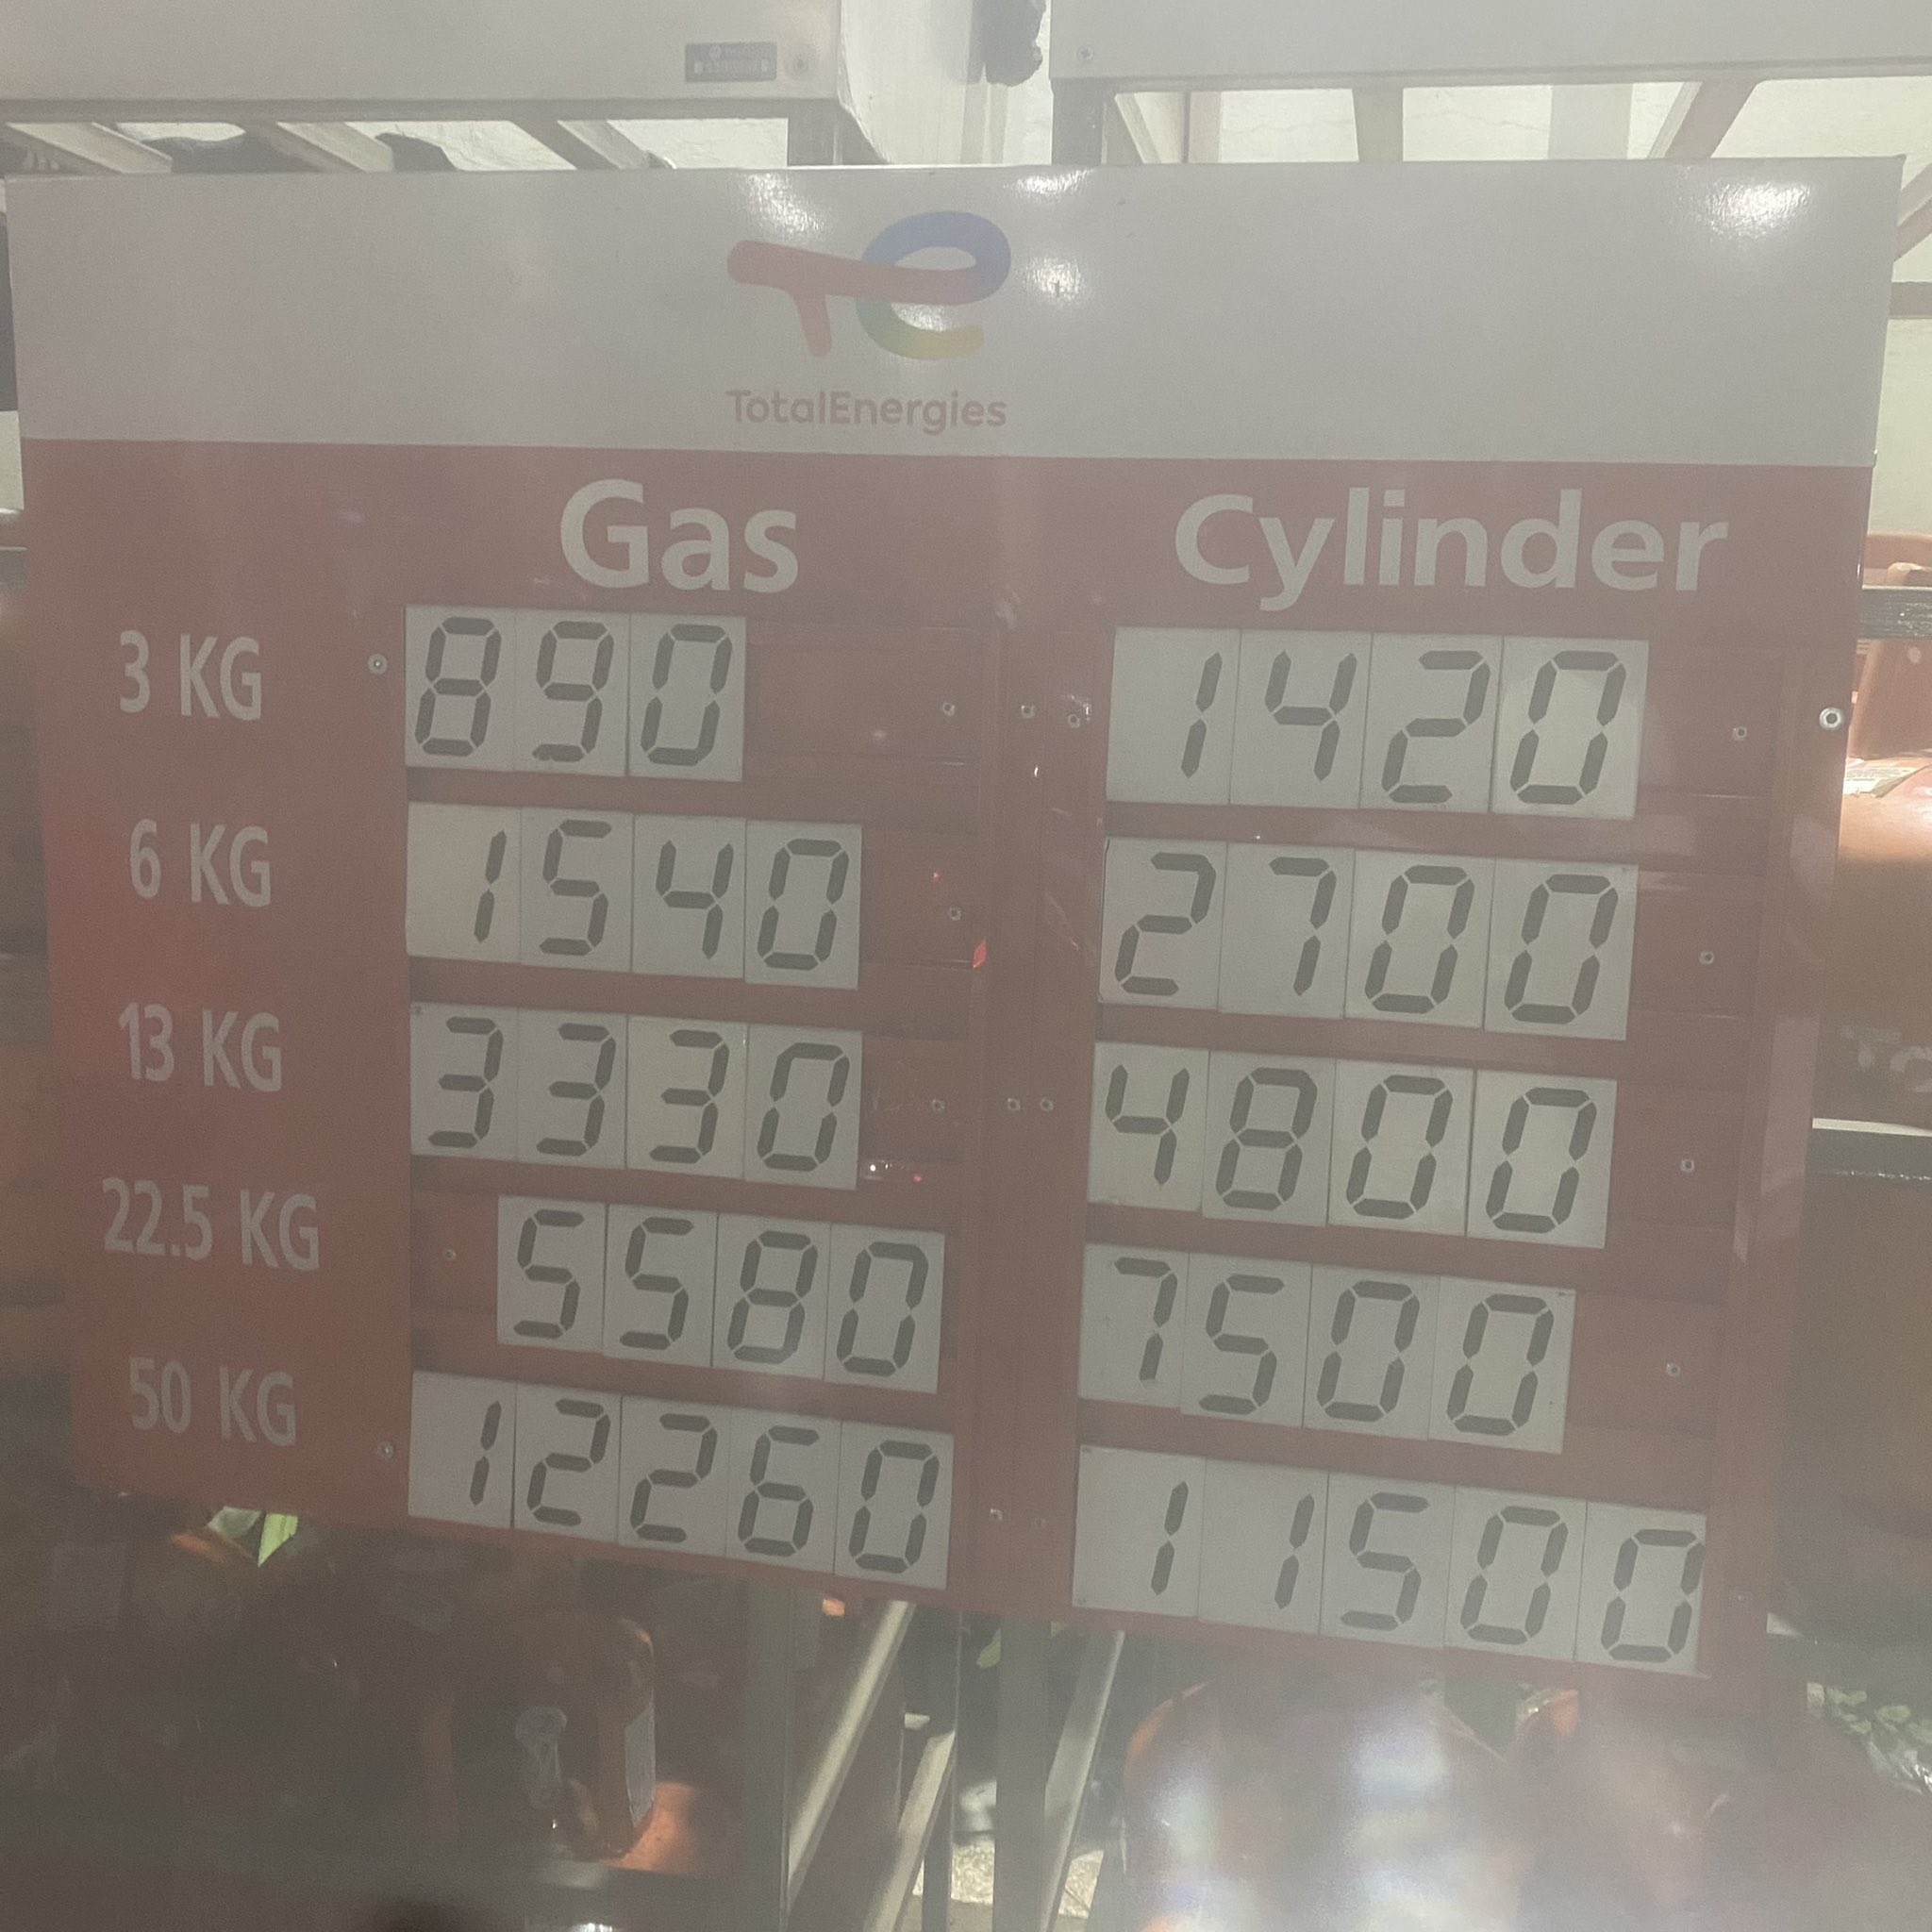 TotalEnergies
Gas Cylinder
3 KG 890 1420
6 KG 1540 2700
13 KG 3330 4800
22.5 KG 5580 7500
50 KG 12260 11500